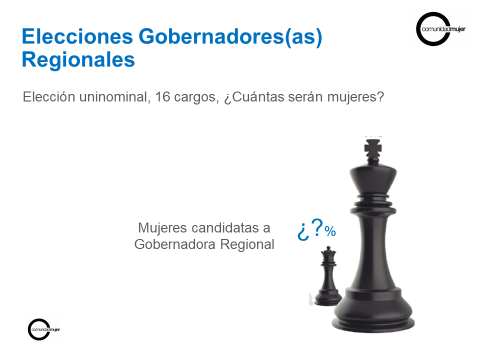 comunidadmujer
Elecciones Gobernadores(as)
Regionales
Elección uninominal, 16 cargos, ¿Cuántas serán mujeres?
Mujeres candidatas a
Gobernadora Regional
¿?%
comunidadmujer